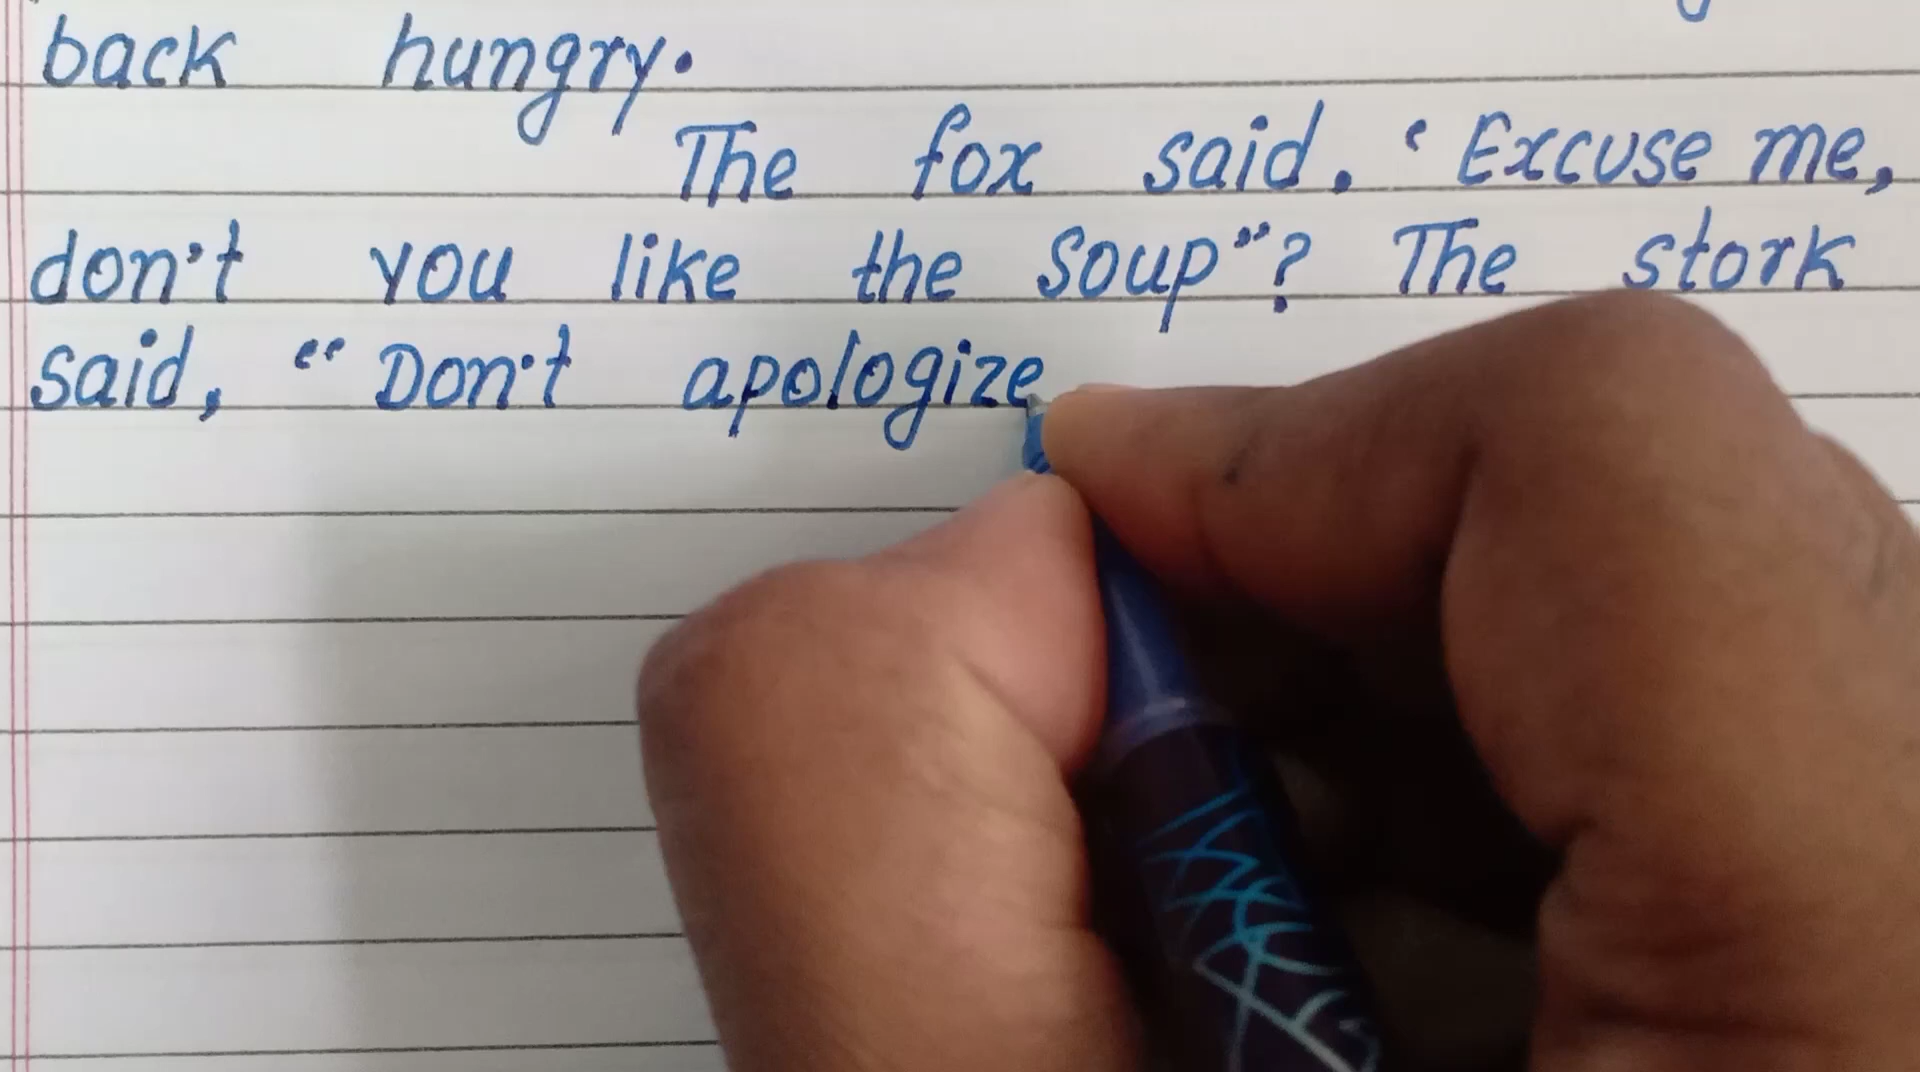 back hungry.
The fox said. ‘Excuse me,
don't you like the soup”? The stork
said, “Don't apologize